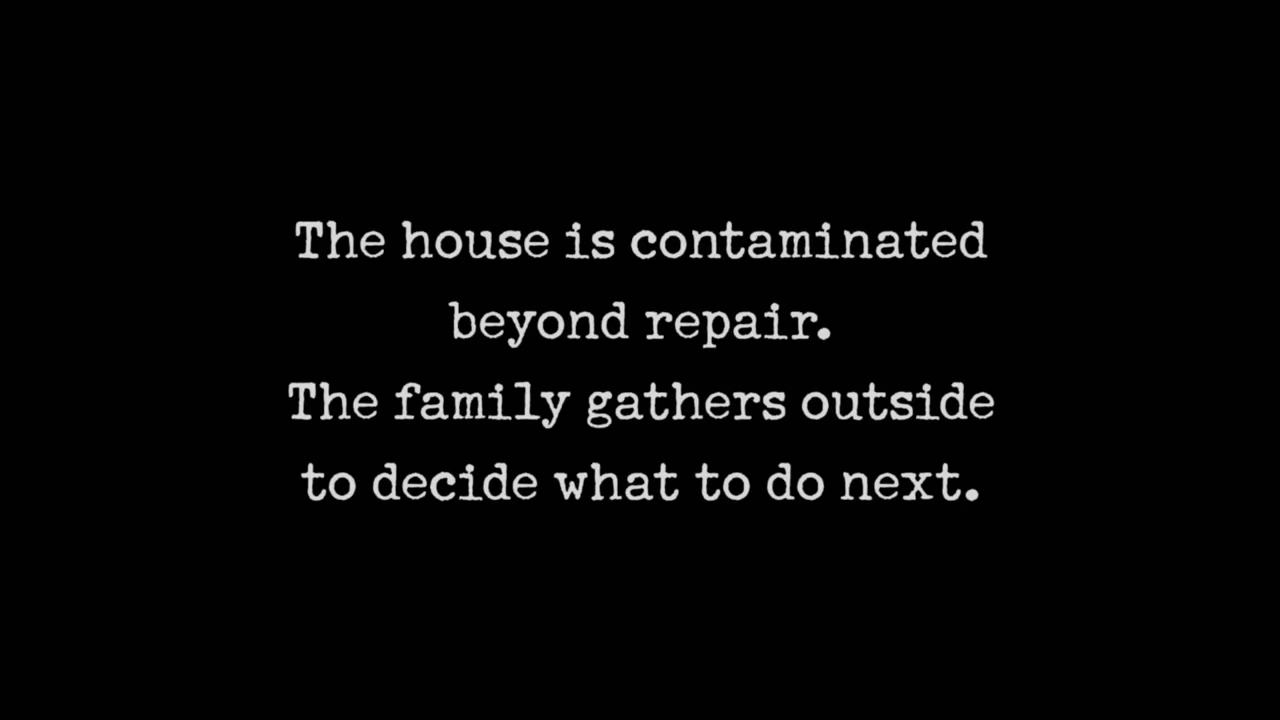 The house is contaminated
beyond repair.
The family gathers outside
to decide what to do next.